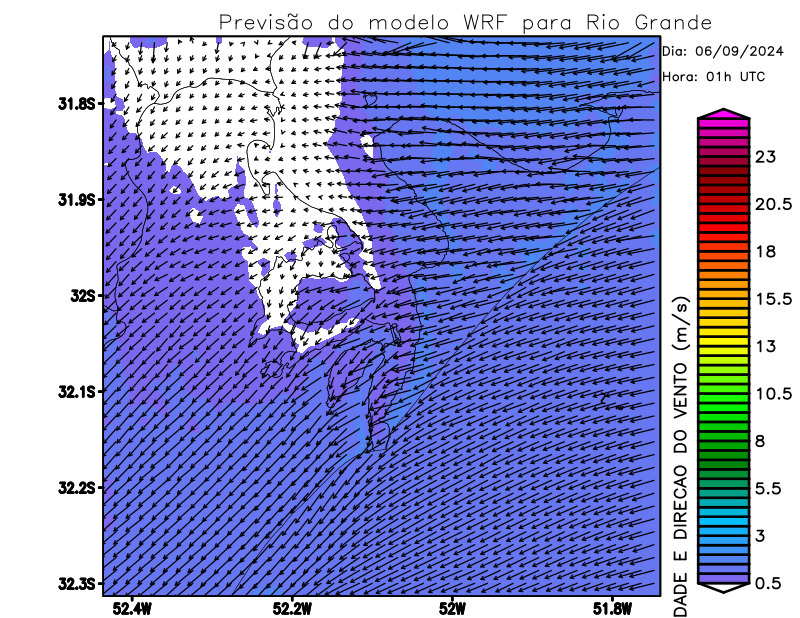 Previsão do modelo WRF para Rio Grande
Dia: 06/09/2024
Hora: 01h UTC
31.8S
31.9S
32S
32.1S
32.2S
32.3S
52.4W
52.2W
52W
51.8W
23
20.5
18
15.5
13
10.5
8
5.5
3
0.5
DADE E DIRECAO DO VENTO (m/s)